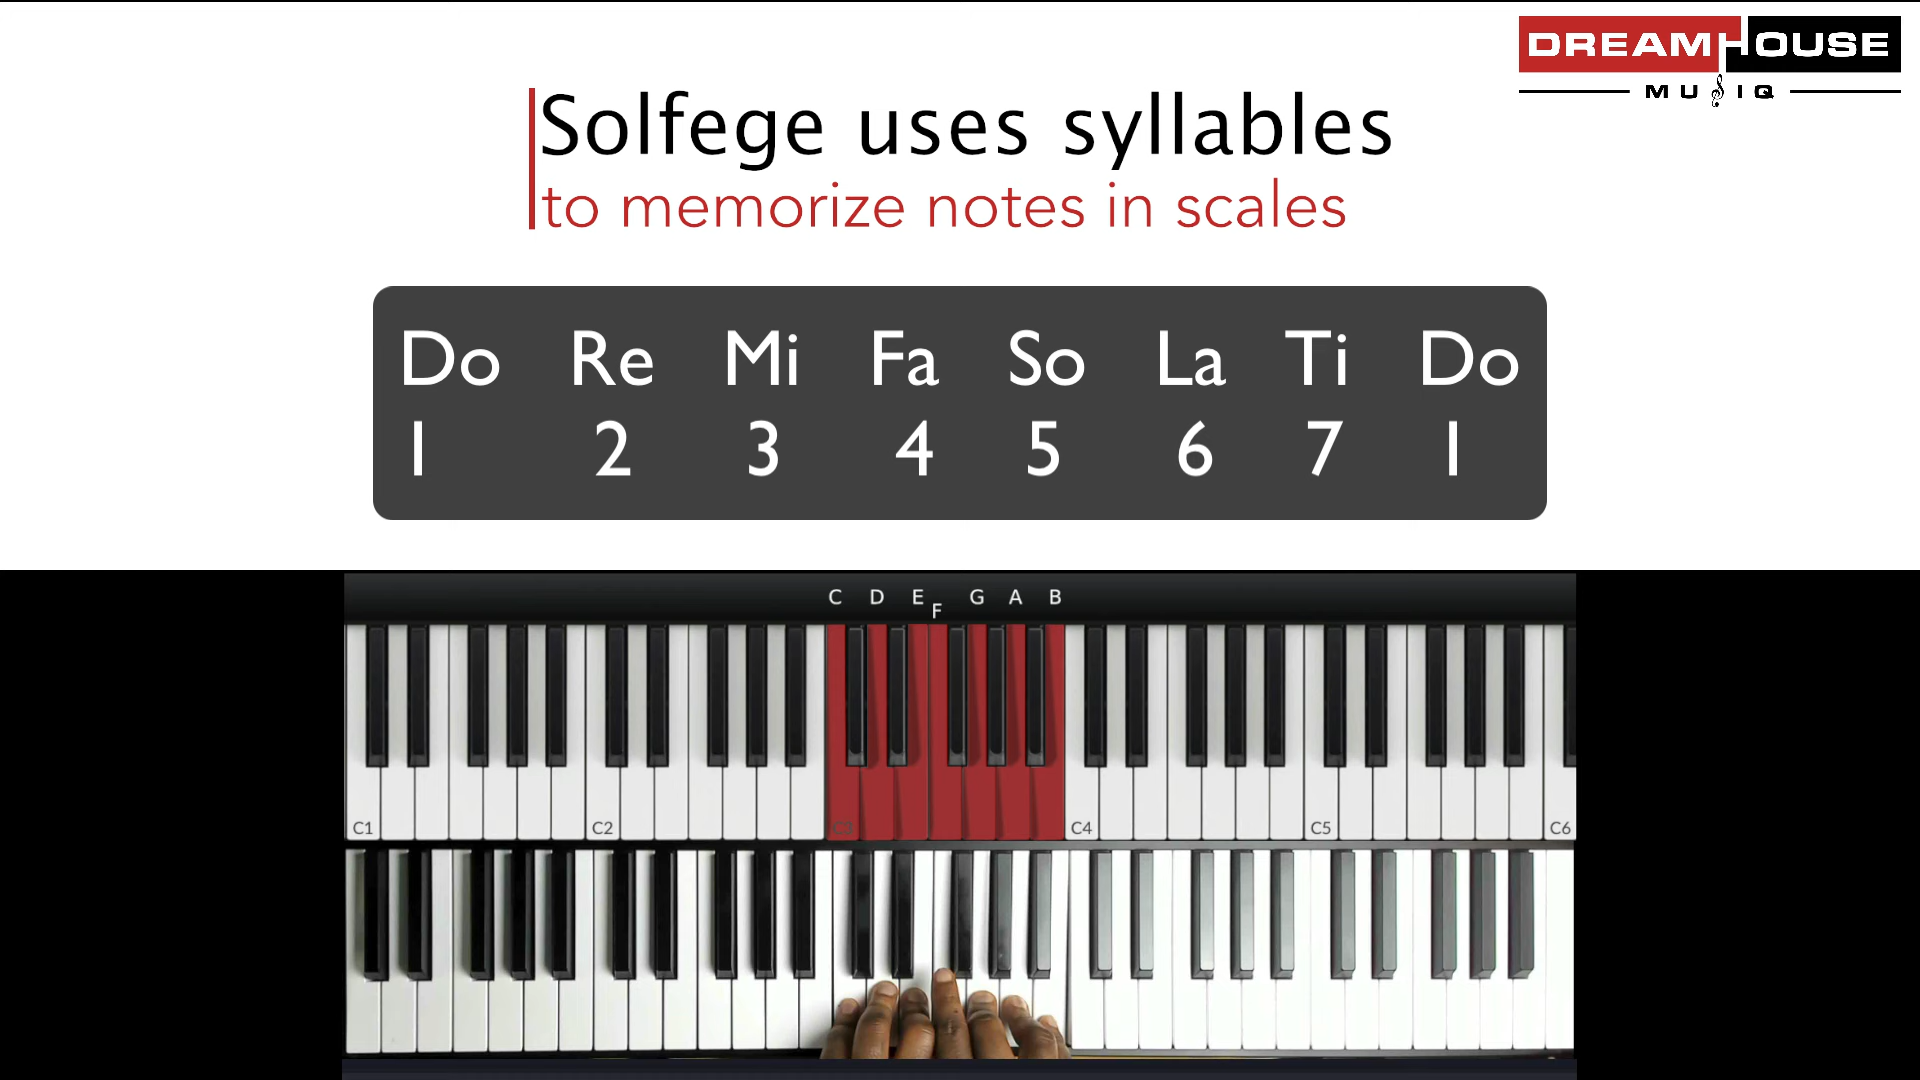 DREAMHOUSE
MUSIQ
Solfege uses syllables
to memorize notes in scales
Do Re Mi Fa So La Ti Do
1 2 3 4 5 6 7 1
C D E F G A B
C1 C2 C3 C4 C5 C6